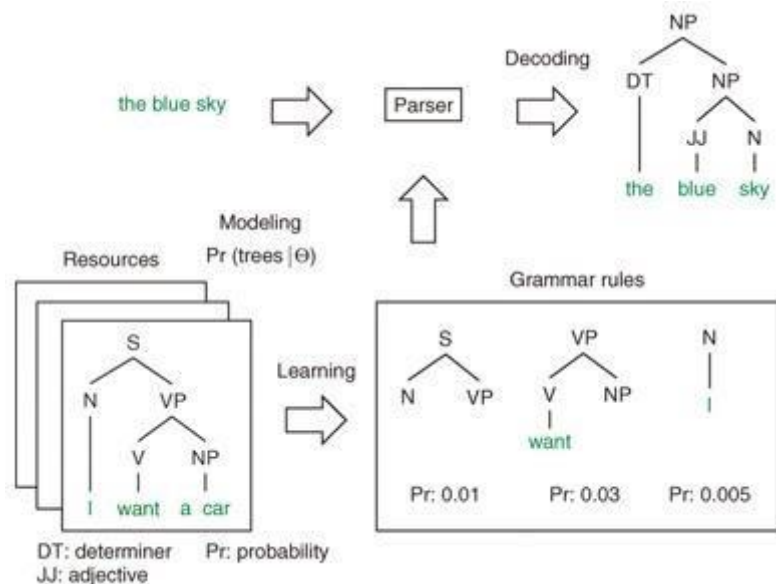 NP
Decoding
DT NP
the blue sky
Parser
JJ N
the blue sky
Modeling
Pr (trees | Θ)
Resources
Grammar rules
S
N VP
V NP
I want a car
Learning
S VP N
N VP V NP I
want
Pr: 0.01 Pr: 0.03 Pr: 0.005
DT: determiner Pr: probability
JJ: adjective